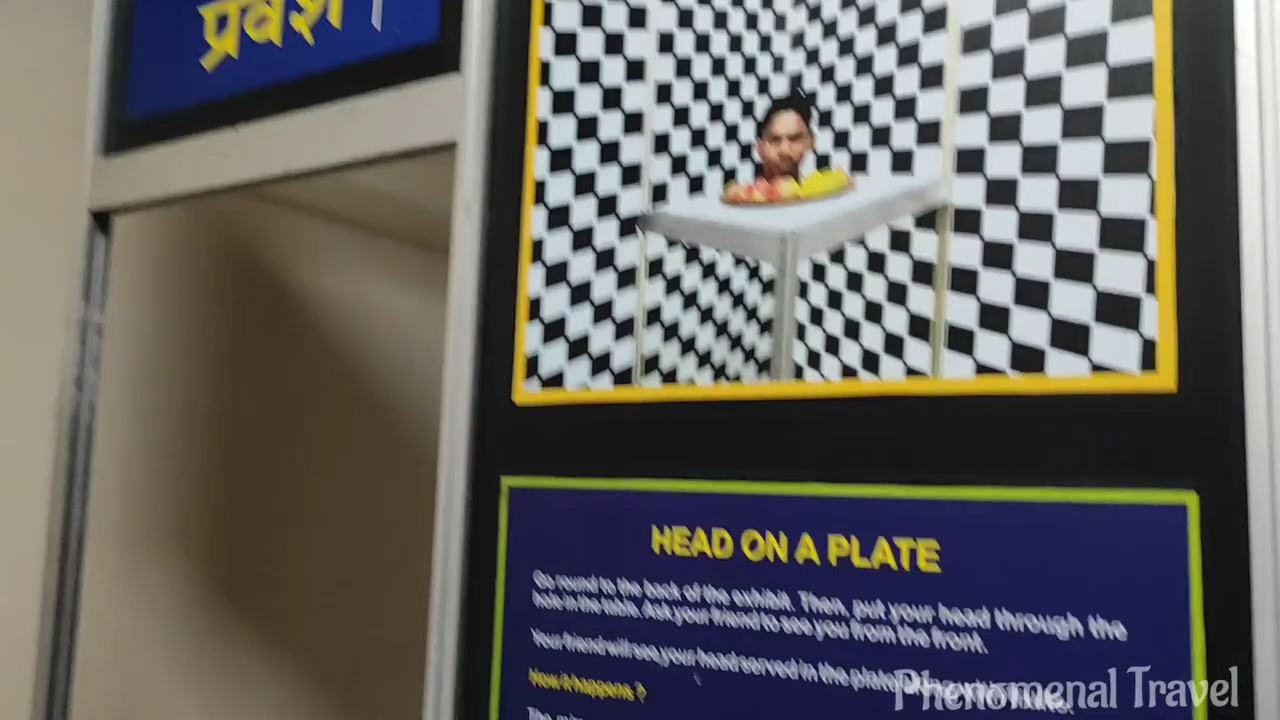 प्रवेश।
HEAD ON A PLATE
Go round to the back of the exhibit. Then, put your head through the
hole in the table. Ask your friend to see you from the front.
Your friend will see, your head served in the plate
How it happens ?
Phenomenal Travel